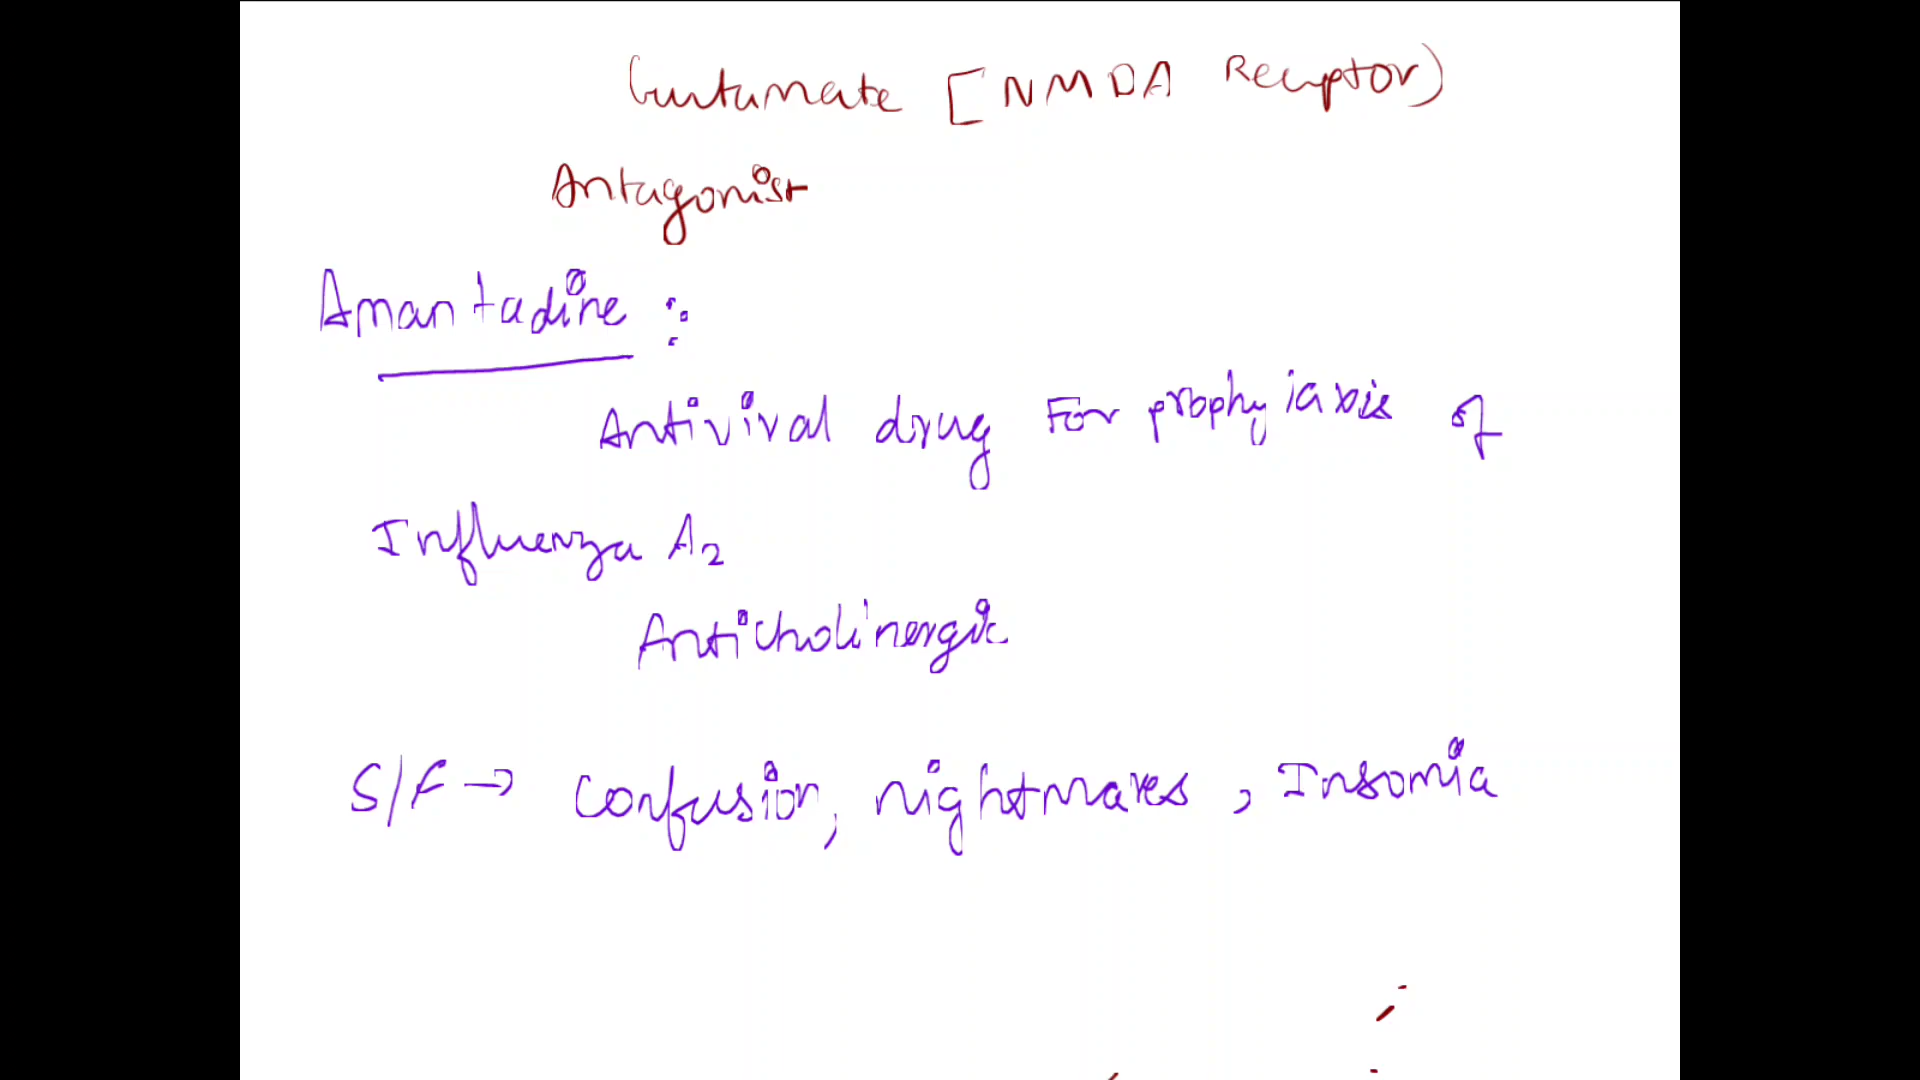 Glutamate [NMDA Receptor)
Antagonist
Amantadine :
Antiviral drug For prophylaxis of
Influenza A2
Anticholinergic
S/F → confusion, nightmares, Insomia